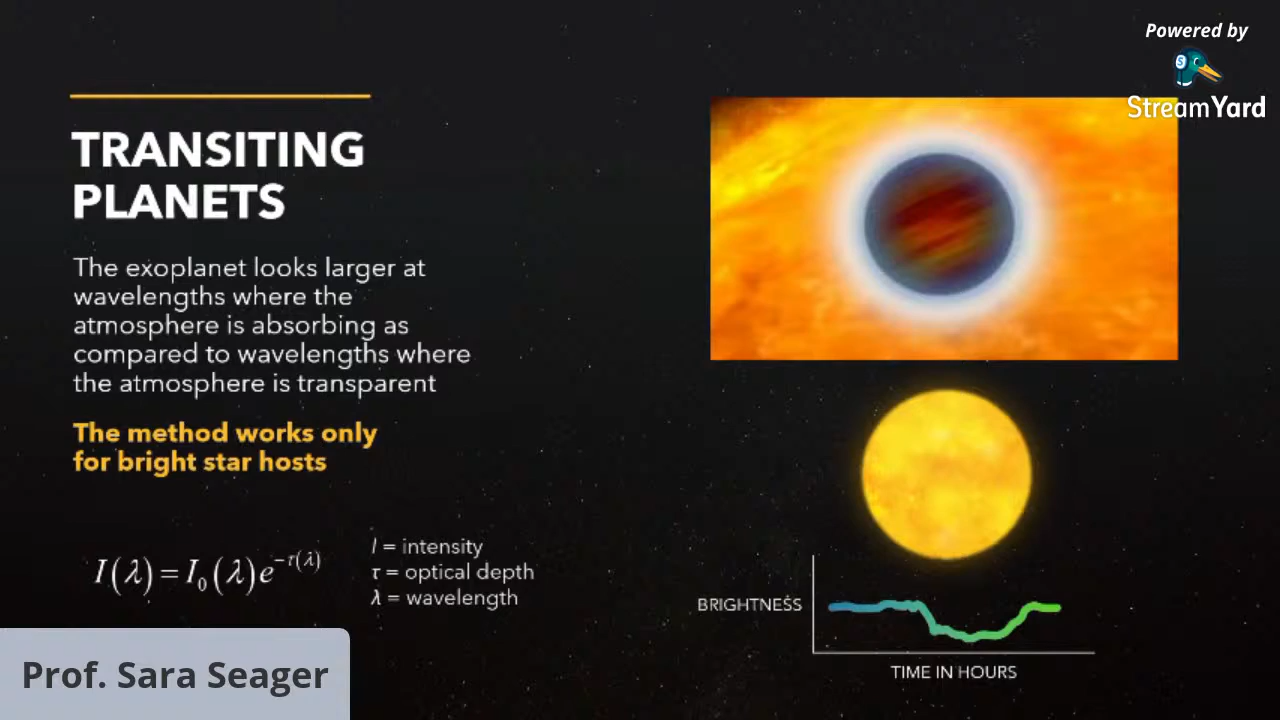 Powered by
StreamYard
TRANSITING
PLANETS
The exoplanet looks larger at
wavelengths where the
atmosphere is absorbing as
compared to wavelengths where
the atmosphere is transparent
The method works only
for bright star hosts
I(λ) = I₀(λ)e^{−τ(λ)}
I = intensity
τ = optical depth
λ = wavelength
BRIGHTNESS
TIME IN HOURS
Prof. Sara Seager